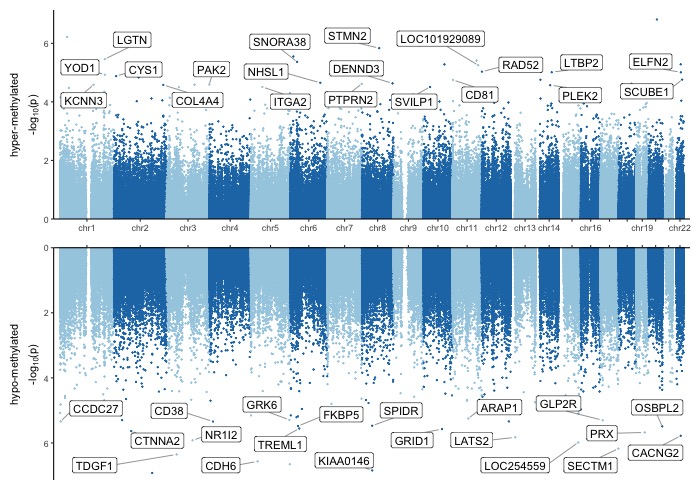 LGTN
STMN2
SNORA38
LOC101929089
YOD1
CYS1
PAK2
NHSL1
DENND3
RAD52
LTBP2
ELFN2
KCNN3
COL4A4
ITGA2
PTPRN2
SVILP1
CD81
PLEK2
SCUBE1
hyper-methylated
-log10(p)
6
4
2
0
chr1 chr2 chr3 chr4 chr5 chr6 chr7 chr8 chr9 chr10 chr11 chr12 chr13 chr14 chr16 chr19 chr22
hypo-methylated
-log10(p)
0
2
4
6
CCDC27
CD38
GRK6
FKBP5
SPIDR
ARAP1
GLP2R
OSBPL2
CTNNA2
NR1I2
TREML1
GRID1
LATS2
PRX
CACNG2
TDGF1
CDH6
KIAA0146
LOC254559
SECTM1